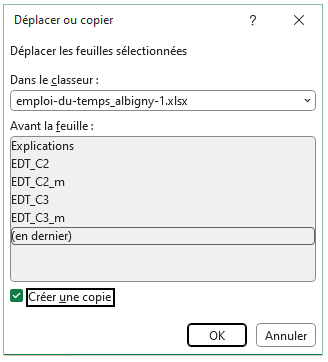 Déplacer ou copier ? ×
Déplacer les feuilles sélectionnées
Dans le classeur :
emploi-du-temps_albigny-1.xlsx
Avant la feuille :
Explications
EDT_C2
EDT_C2_m
EDT_C3
EDT_C3_m
(en dernier)
Créer une copie
OK Annuler